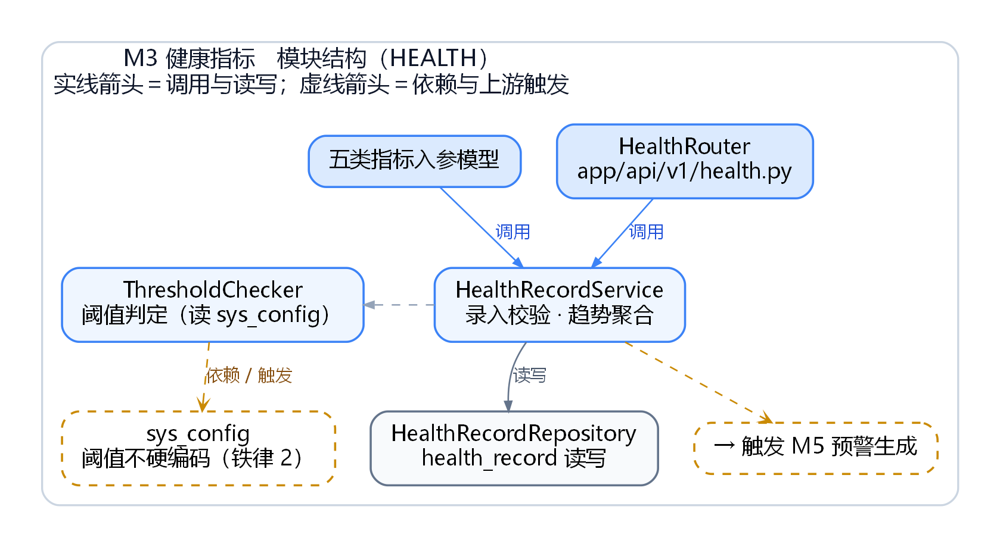 M3 健康指标　模块结构（HEALTH）
实线箭头＝调用与读写；虚线箭头＝依赖与上游触发
五类指标入参模型
HealthRouter
app/api/v1/health.py
调用
调用
ThresholdChecker
阈值判定（读 sys_config）
HealthRecordService
录入校验 · 趋势聚合
依赖 / 触发
读写
sys_config
阈值不硬编码（铁律 2）
HealthRecordRepository
health_record 读写
→ 触发 M5 预警生成